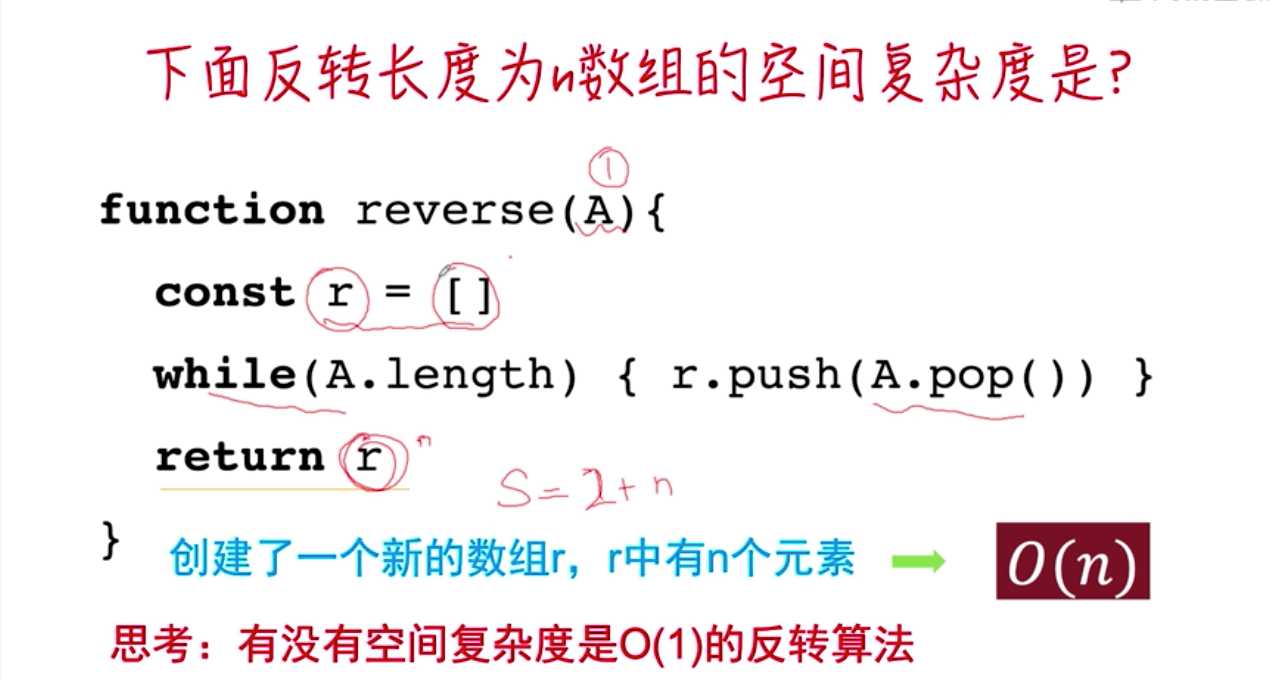 下面反转长度为n数组的空间复杂度是?
①
function reverse(A){
const r = []
while(A.length) { r.push(A.pop()) }
return r n
S=2+n
}
创建了一个新的数组r，r中有n个元素 O(n)
思考：有没有空间复杂度是O(1)的反转算法